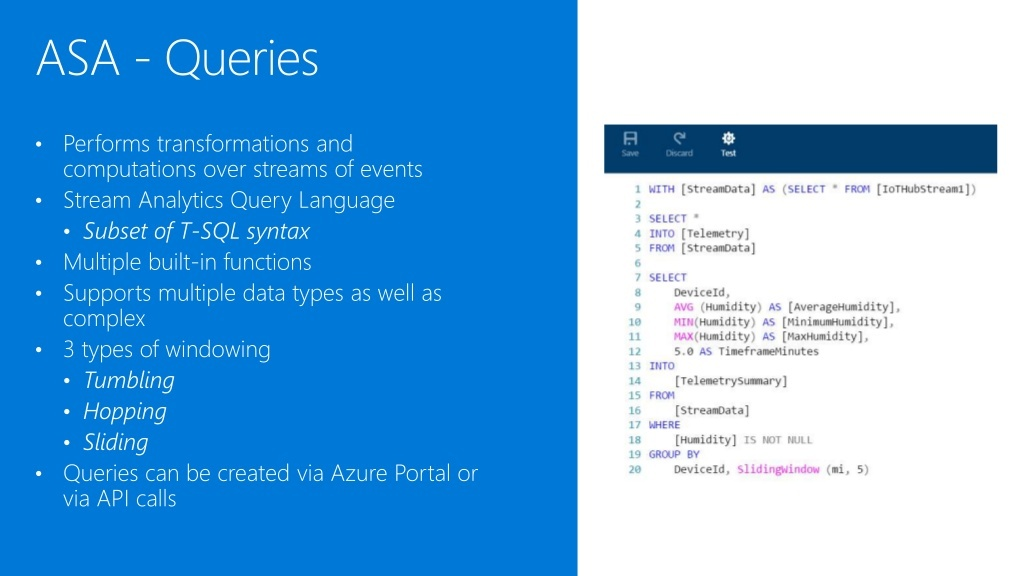 ASA - Queries
• Performs transformations and
computations over streams of events
• Stream Analytics Query Language
• Subset of T-SQL syntax
• Multiple built-in functions
• Supports multiple data types as well as
complex
• 3 types of windowing
• Tumbling
• Hopping
• Sliding
• Queries can be created via Azure Portal or
via API calls
Save Discard Test
1 WITH [StreamData] AS (SELECT * FROM [IoTHubStream1])
2
3 SELECT *
4 INTO [Telemetry]
5 FROM [StreamData]
6
7 SELECT
8 DeviceId,
9 AVG (Humidity) AS [AverageHumidity],
10 MIN(Humidity) AS [MinimumHumidity],
11 MAX(Humidity) AS [MaxHumidity],
12 5.0 AS TimeframeMinutes
13 INTO
14 [TelemetrySummary]
15 FROM
16 [StreamData]
17 WHERE
18 [Humidity] IS NOT NULL
19 GROUP BY
20 DeviceId, SlidingWindow (mi, 5)